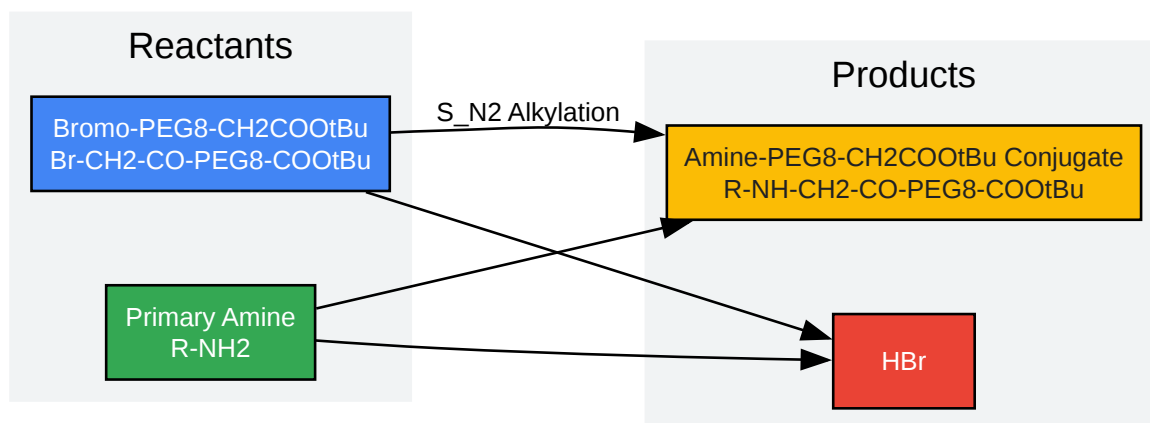 Reactants
Products
Bromo-PEG8-CH2COOtBu
Br-CH2-CO-PEG8-COOtBu
S_N2 Alkylation
Amine-PEG8-CH2COOtBu Conjugate
R-NH-CH2-CO-PEG8-COOtBu
Primary Amine
R-NH2
HBr